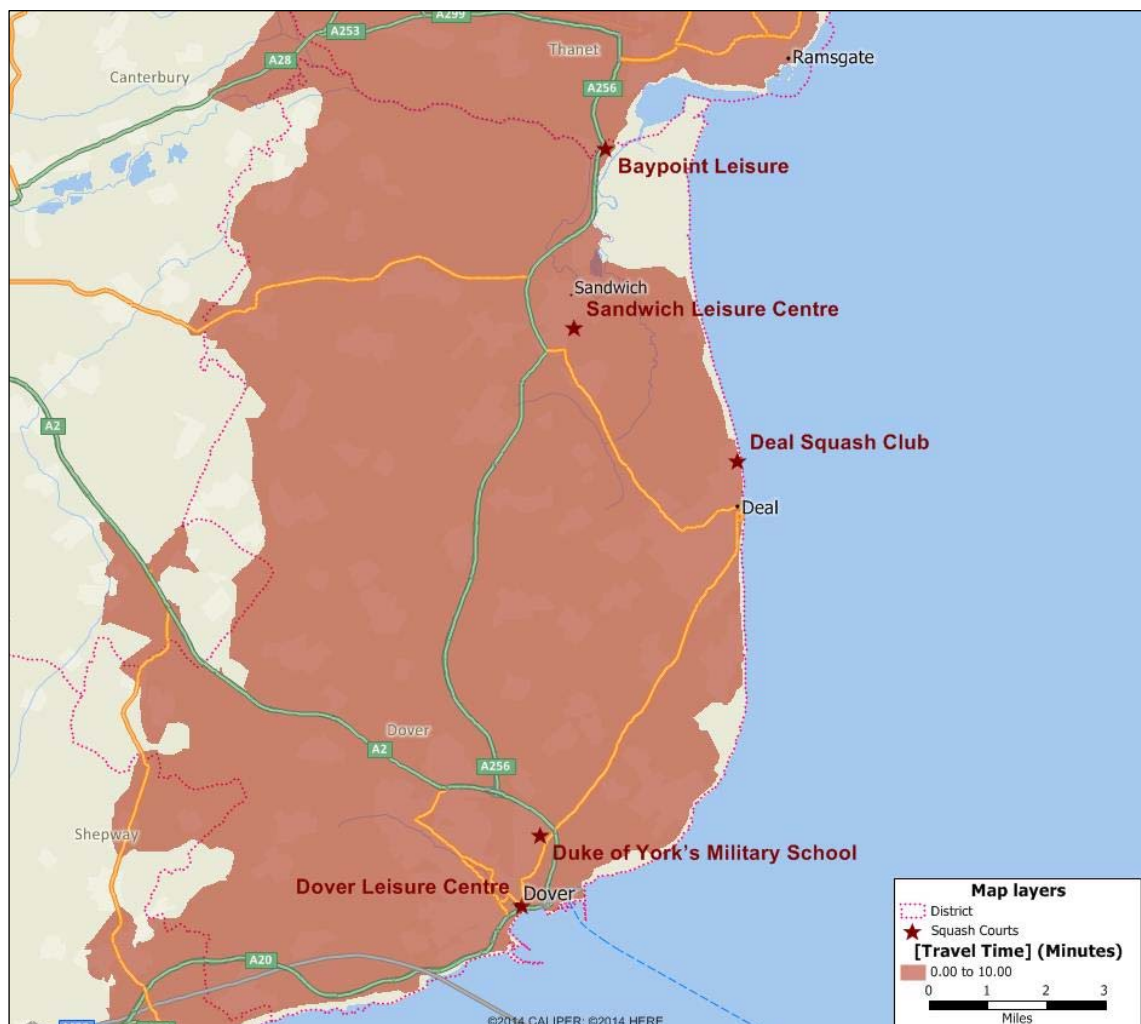 A299
A253
Thanet
Ramsgate
A28
Canterbury
A256
Baypoint Leisure
Sandwich
Sandwich Leisure Centre
A2
Deal Squash Club
Deal
Dover
A2
A256
Shepway
Duke of York's Military School
Dover Leisure Centre
Dover
A20
Map layers
District
Squash Courts
[Travel Time] (Minutes)
0.00 to 10.00
0 1 2 3
Miles
©2014 CALIPER; ©2014 HERE